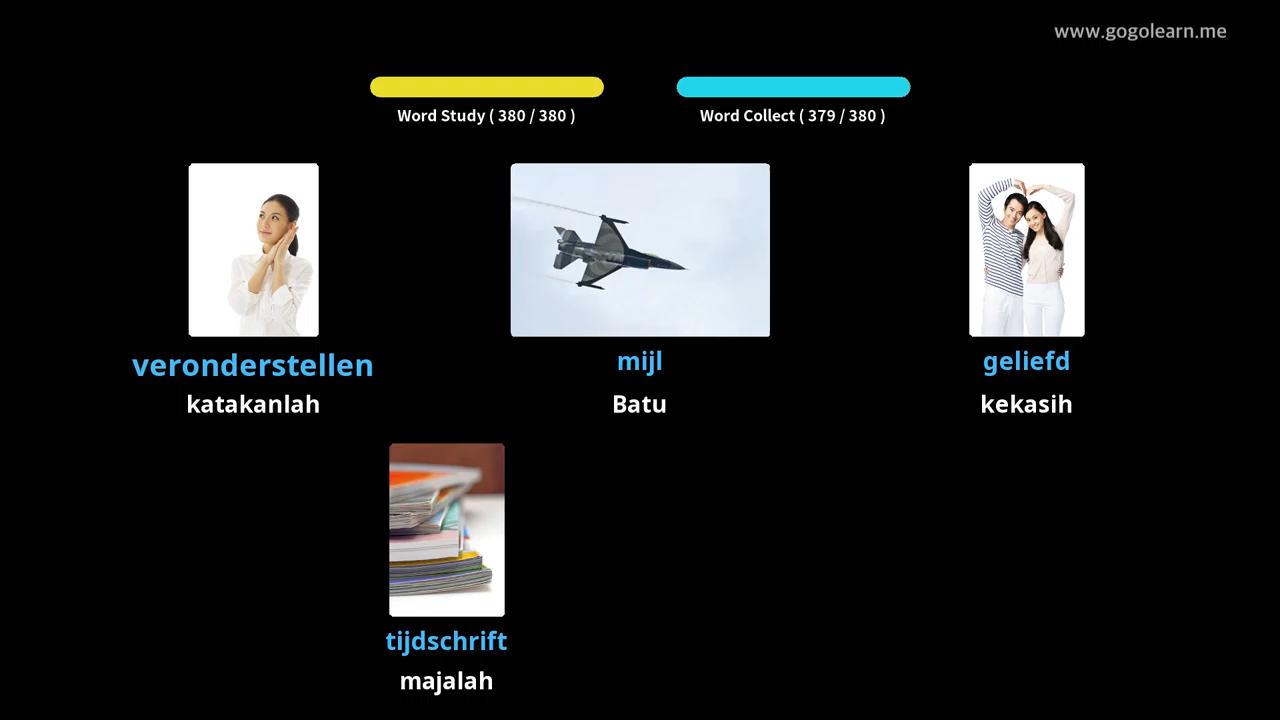 www.gogolearn.me
Word Study ( 380 / 380 )
Word Collect ( 379 / 380 )
veronderstellen
katakanlah
mijl
Batu
geliefd
kekasih
tijdschrift
majalah